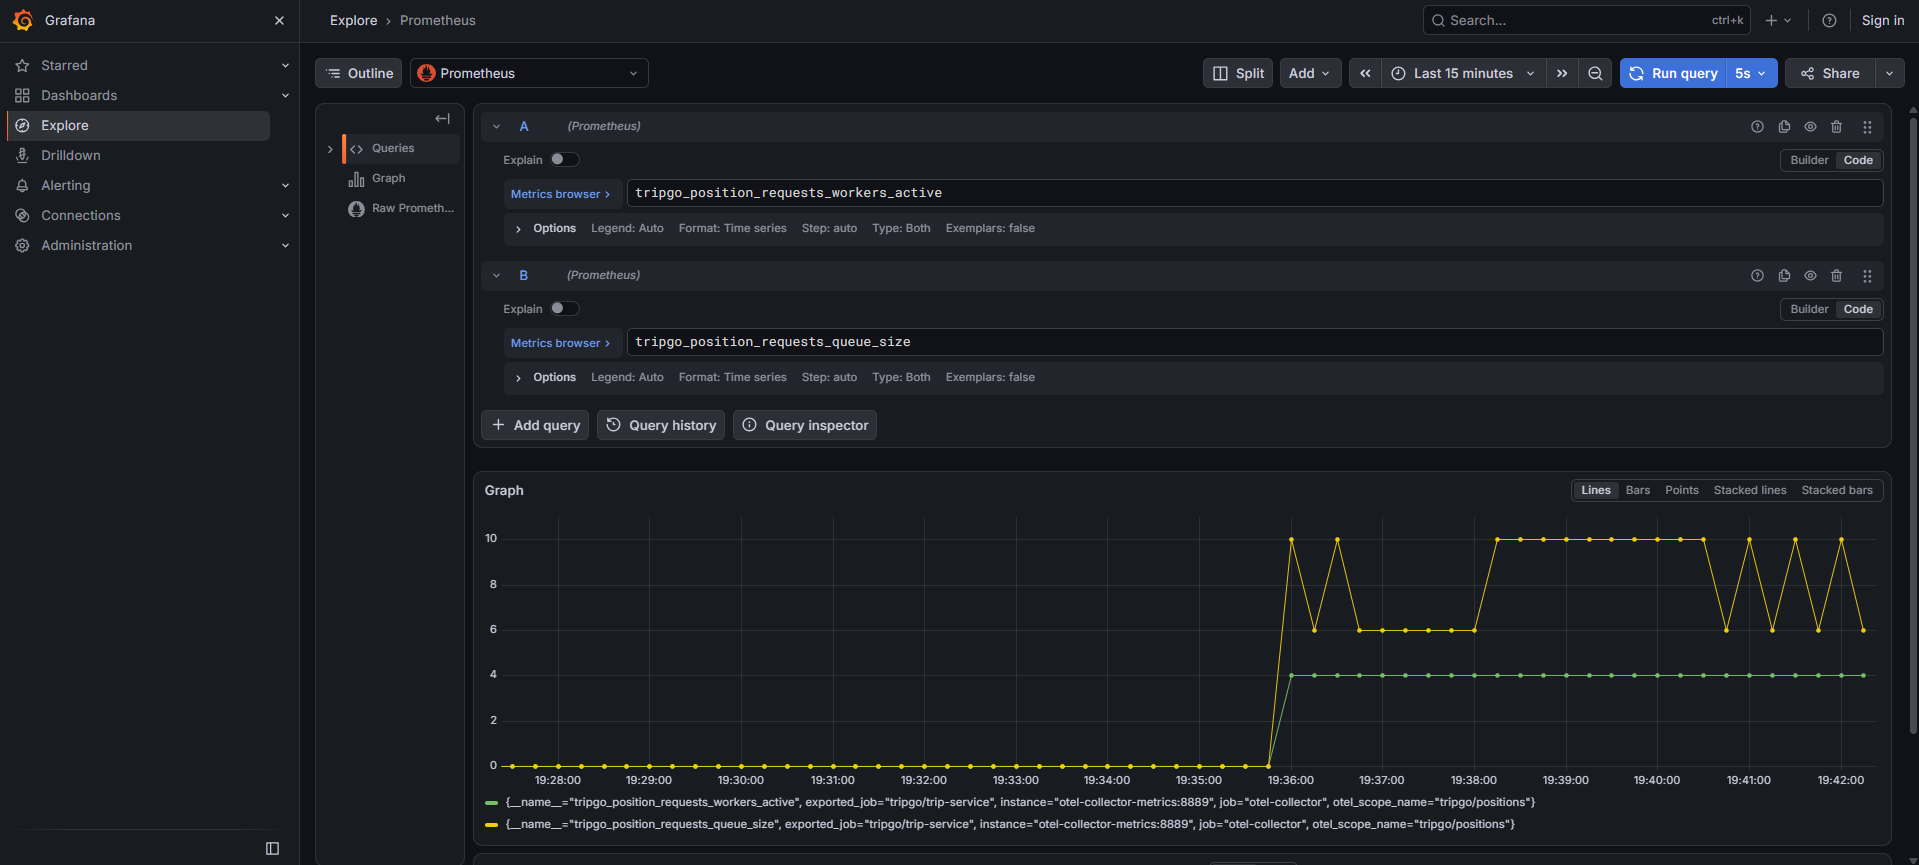 Grafana
Explore › Prometheus
Search... ctrl+k
Sign in
Starred
Dashboards
Explore
Drilldown
Alerting
Connections
Administration
Outline
Prometheus
Split
Add
Last 15 minutes
Run query 5s
Share
Queries
Graph
Raw Prometh...
A (Prometheus)
Explain
Builder Code
Metrics browser › tripgo_position_requests_workers_active
Options Legend: Auto Format: Time series Step: auto Type: Both Exemplars: false
B (Prometheus)
Explain
Builder Code
Metrics browser › tripgo_position_requests_queue_size
Options Legend: Auto Format: Time series Step: auto Type: Both Exemplars: false
+ Add query Query history Query inspector
Graph
Lines Bars Points Stacked lines Stacked bars
10
8
6
4
2
0
19:28:00 19:29:00 19:30:00 19:31:00 19:32:00 19:33:00 19:34:00 19:35:00 19:36:00 19:37:00 19:38:00 19:39:00 19:40:00 19:41:00 19:42:00
{__name__="tripgo_position_requests_workers_active", exported_job="tripgo/trip-service", instance="otel-collector-metrics:8889", job="otel-collector", otel_scope_name="tripgo/positions"}
{__name__="tripgo_position_requests_queue_size", exported_job="tripgo/trip-service", instance="otel-collector-metrics:8889", job="otel-collector", otel_scope_name="tripgo/positions"}